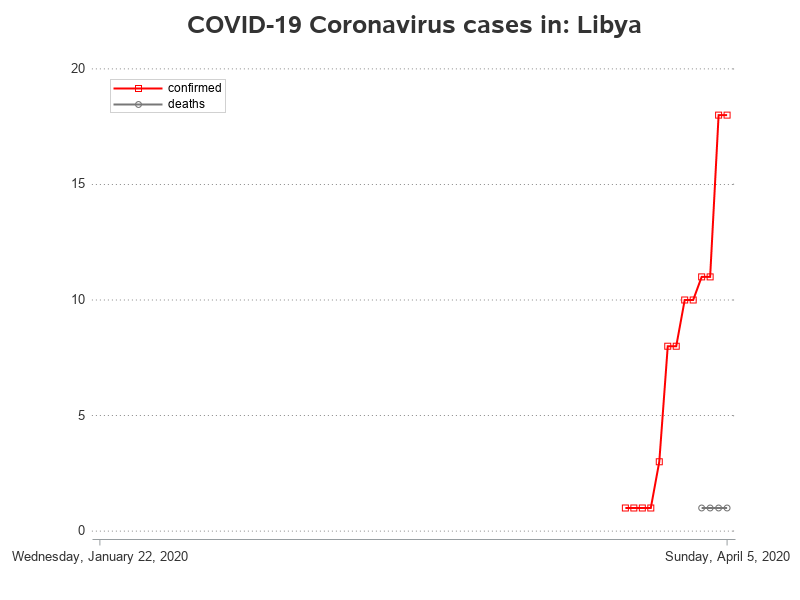 COVID-19 Coronavirus cases in: Libya
20
confirmed
deaths
15
10
5
0
Wednesday, January 22, 2020
Sunday, April 5, 2020